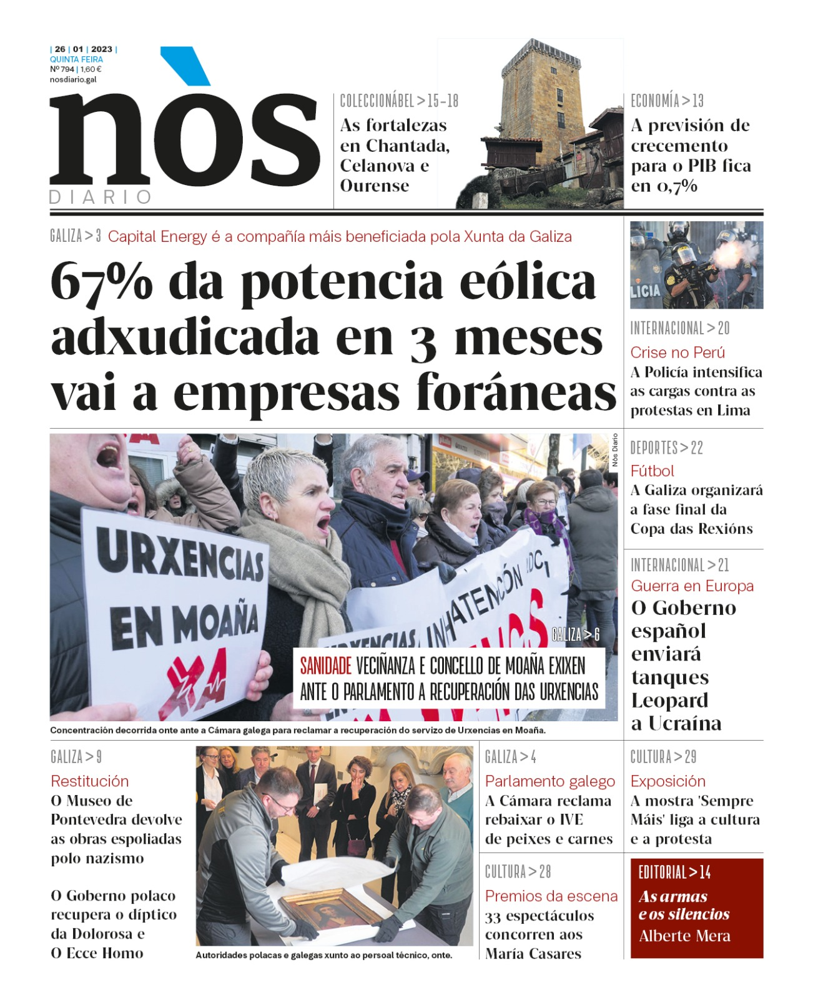 | 26 | 01 | 2023 |
QUINTA FEIRA
Nº 794 | 1,60 €
nosdiario.gal
nòs
DIARIO
COLECCIONÁBEL > 15-18
As fortalezas
en Chantada,
Celanova e
Ourense
ECONOMÍA > 13
A previsión de
crecemento
para o PIB fica
en 0,7%
GALIZA > 3 Capital Energy é a compañía máis beneficiada pola Xunta da Galiza
67% da potencia eólica
adxudicada en 3 meses
vai a empresas foráneas
LICIA
INTERNACIONAL > 20
Crise no Perú
A Policía intensifica
as cargas contra as
protestas en Lima
DEPORTES > 22
Fútbol
A Galiza organizará
a fase final da
Copa das Rexións
INTERNACIONAL > 21
Guerra en Europa
O Goberno
español
enviará
tanques
Leopard
a Ucraína
Nós Diario
URXENCIAS
EN MOAÑA
XA
URXENCIAS
ATENCIÓN
GALIZA > 6
SANIDADE VECIÑANZA E CONCELLO DE MOAÑA EXIXEN
ANTE O PARLAMENTO A RECUPERACIÓN DAS URXENCIAS
Concentración decorrida onte ante a Cámara galega para reclamar a recuperación do servizo de Urxencias en Moaña.
GALIZA > 9
Restitución
O Museo de
Pontevedra devolve
as obras espoliadas
polo nazismo
O Goberno polaco
recupera o díptico
da Dolorosa e
O Ecce Homo
Autoridades polacas e galegas xunto ao persoal técnico, onte.
GALIZA > 4
Parlamento galego
A Cámara reclama
rebaixar o IVE
de peixes e carnes
CULTURA > 28
Premios da escena
33 espectáculos
concorren aos
María Casares
CULTURA > 29
Exposición
A mostra 'Sempre
Máis' liga a cultura
e a protesta
EDITORIAL > 14
As armas
e os silencios
Alberte Mera